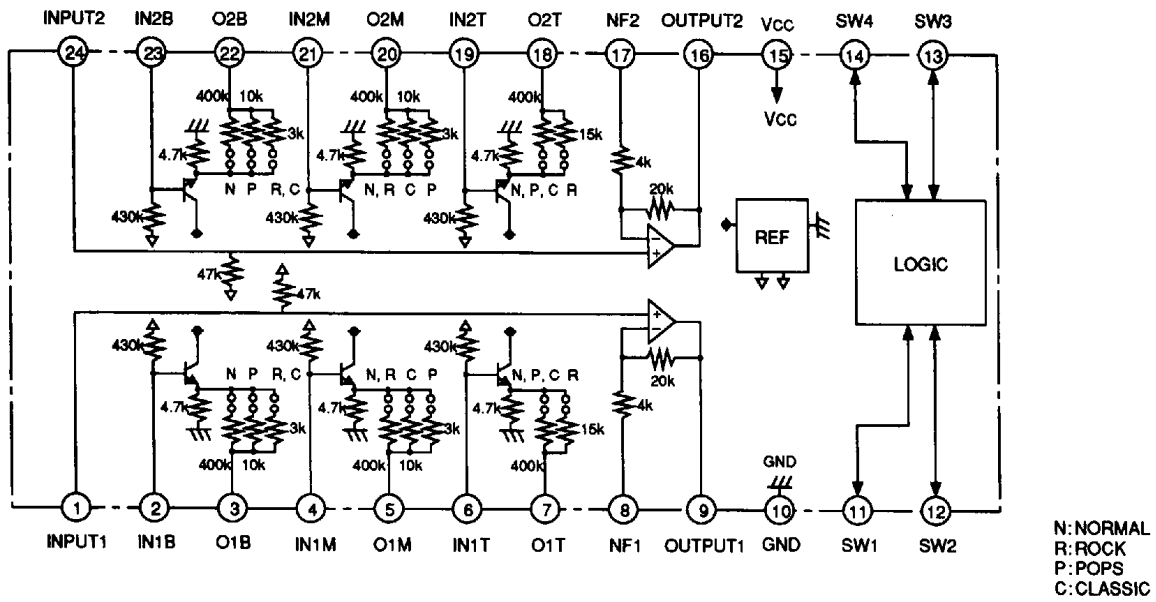 INPUT2 IN2B O2B IN2M O2M IN2T O2T NF2 OUTPUT2 VCC SW4 SW3
24 23 22 21 20 19 18 17 16 15 14 13
400k 10k 400k 10k 400k VCC
3k 3k 15k
4.7k 4.7k 4.7k 4k
N P R, C N, R C P N, P, C R 20k
430k 430k 430k
−
+
REF LOGIC
47k
47k
+
−
430k 430k 430k
N P R, C N, R C P N, P, C R 20k
4.7k 4.7k 4.7k 4k
3k 3k 15k
400k 10k 400k 10k 400k GND
1 2 3 4 5 6 7 8 9 10 11 12
INPUT1 IN1B O1B IN1M O1M IN1T O1T NF1 OUTPUT1 GND SW1 SW2
N:NORMAL
R:ROCK
P:POPS
C:CLASSIC